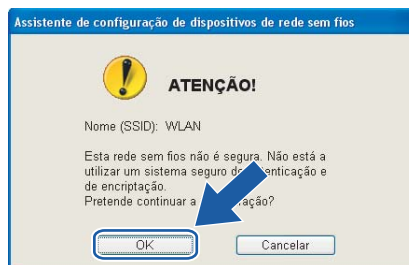 Assistente de configuração de dispositivos de rede sem fios
ATENÇÃO!
Nome (SSID): WLAN
Esta rede sem fios não é segura. Não está a
utilizar um sistema seguro de autenticação e
de encriptação.
Pretende continuar a
OK
Cancelar